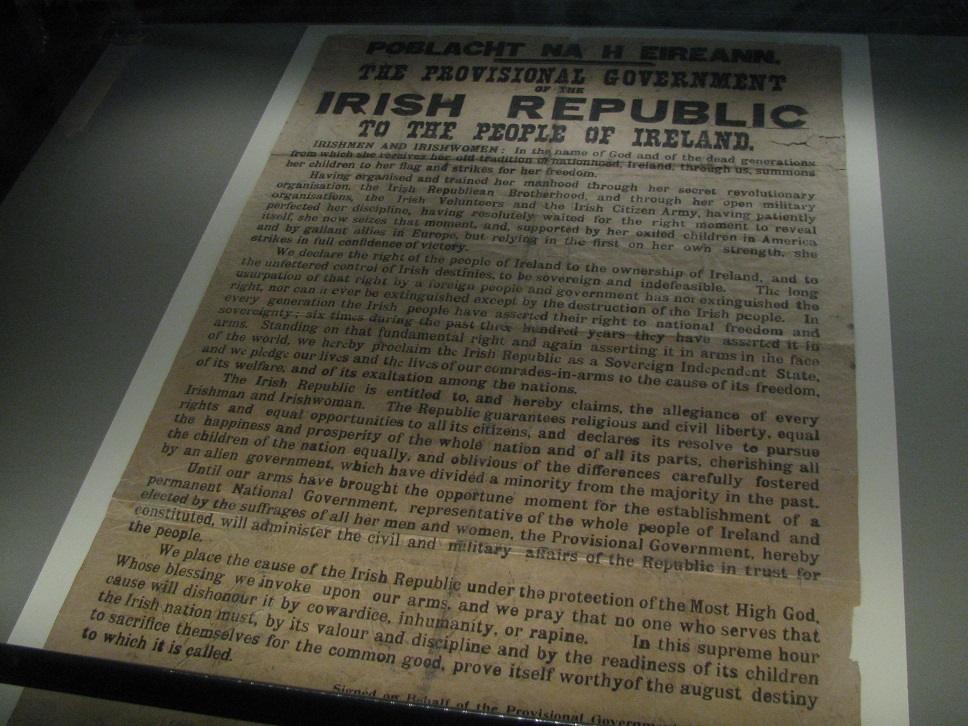 POBLACHT NA H EIREANN.
THE PROVISIONAL GOVERNMENT
OF THE
IRISH REPUBLIC
TO THE PEOPLE OF IRELAND.
IRISHMEN AND IRISHWOMEN: In the name of God and of the dead generations
from which she receives her old tradition of nationhood, Ireland, through us, summons
her children to her flag and strikes for her freedom.
Having organised and trained her manhood through her secret revolutionary
organisation, the Irish Republican Brotherhood, and through her open military
organisations, the Irish Volunteers and the Irish Citizen Army, having patiently
perfected her discipline, having resolutely waited for the right moment to reveal
itself, she now seizes that moment, and, supported by her exiled children in America
and by gallant allies in Europe, but relying in the first on her own strength, she
strikes in full confidence of victory.
We declare the right of the people of Ireland to the ownership of Ireland, and to
the unfettered control of Irish destinies, to be sovereign and indefeasible. The long
usurpation of that right by a foreign people and government has not extinguished the
right, nor can it ever be extinguished except by the destruction of the Irish people. In
every generation the Irish people have asserted their right to national freedom and
sovereignty; six times during the past three hundred years they have asserted it in
arms. Standing on that fundamental right and again asserting it in arms in the face
of the world, we hereby proclaim the Irish Republic as a Sovereign Independent State,
and we pledge our lives and the lives of our comrades-in-arms to the cause of its freedom,
of its welfare, and of its exaltation among the nations.
The Irish Republic is entitled to, and hereby claims, the allegiance of every
Irishman and Irishwoman. The Republic guarantees religious and civil liberty, equal
rights and equal opportunities to all its citizens, and declares its resolve to pursue
the happiness and prosperity of the whole nation and of all its parts, cherishing all
the children of the nation equally, and oblivious of the differences carefully fostered
by an alien government, which have divided a minority from the majority in the past.
Until our arms have brought the opportune moment for the establishment of a
permanent National Government, representative of the whole people of Ireland and
elected by the suffrages of all her men and women, the Provisional Government, hereby
constituted, will administer the civil and military affairs of the Republic in trust for
the people.
We place the cause of the Irish Republic under the protection of the Most High God,
Whose blessing we invoke upon our arms, and we pray that no one who serves that
cause will dishonour it by cowardice, inhumanity, or rapine. In this supreme hour
the Irish nation must, by its valour and discipline and by the readiness of its children
to sacrifice themselves for the common good, prove itself worthy of the august destiny
to which it is called.
Signed on Behalf of the Provisional Governme